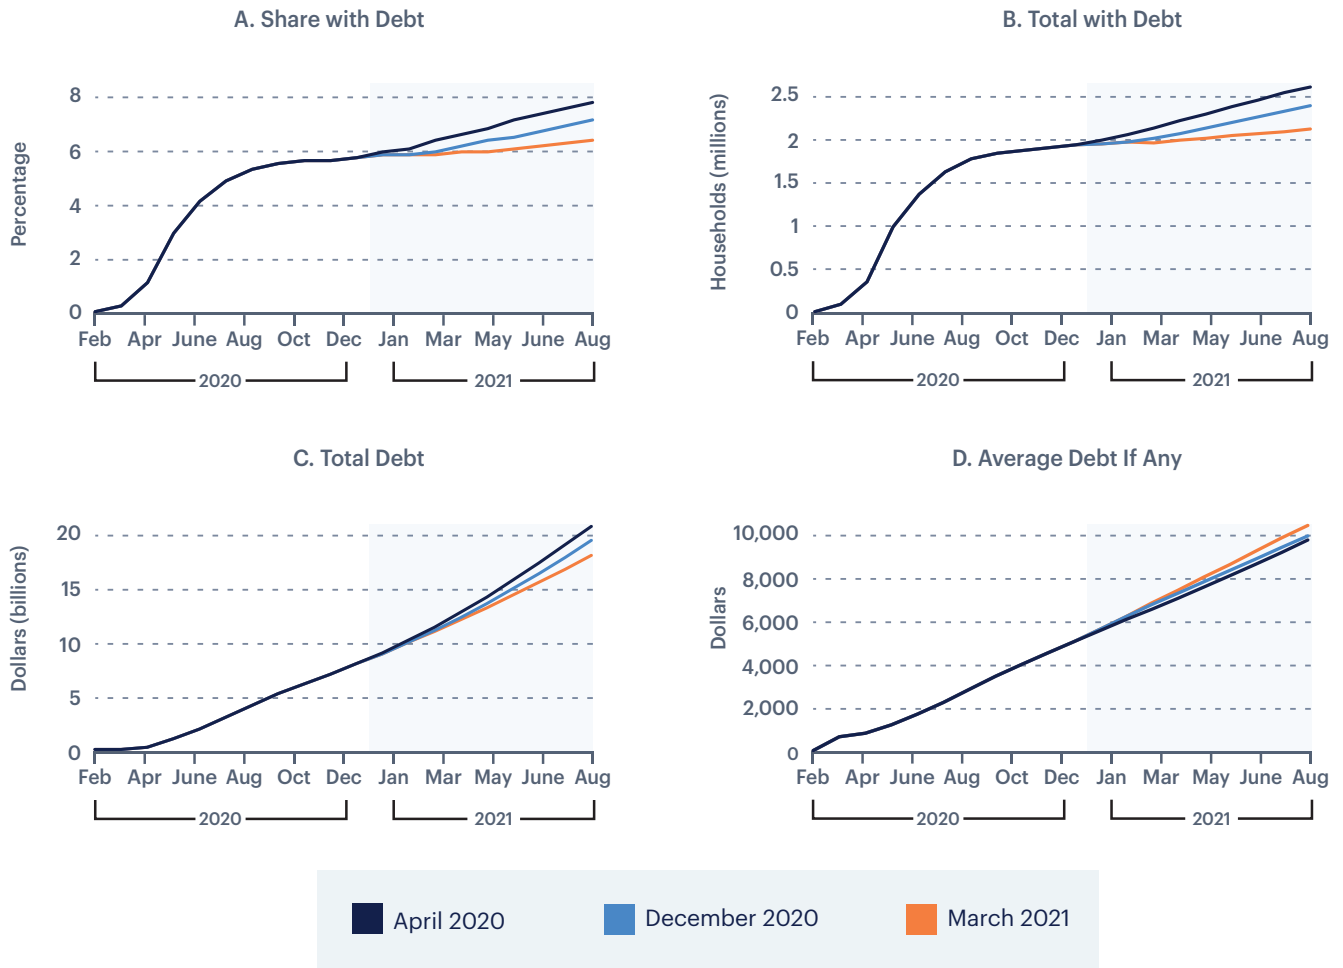 A. Share with Debt
Percentage
8
6
4
2
0
Feb Apr June Aug Oct Dec Jan Mar May June Aug
2020 2021
B. Total with Debt
Households (millions)
2.5
2
1.5
1
0.5
0
Feb Apr June Aug Oct Dec Jan Mar May June Aug
2020 2021
C. Total Debt
Dollars (billions)
20
15
10
5
0
Feb Apr June Aug Oct Dec Jan Mar May June Aug
2020 2021
D. Average Debt If Any
Dollars
10,000
8,000
6,000
4,000
2,000
0
Feb Apr June Aug Oct Dec Jan Mar May June Aug
2020 2021
April 2020 December 2020 March 2021